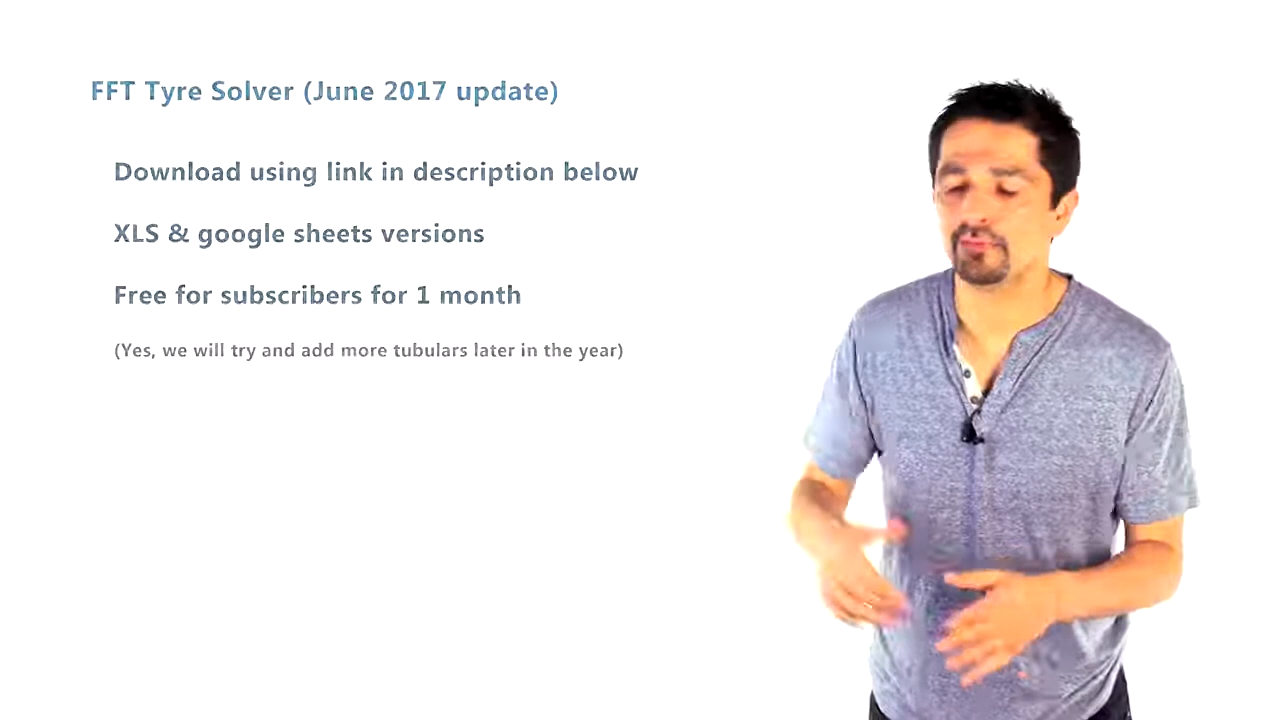 FFT Tyre Solver (June 2017 update)
Download using link in description below
XLS & google sheets versions
Free for subscribers for 1 month
(Yes, we will try and add more tubulars later in the year)